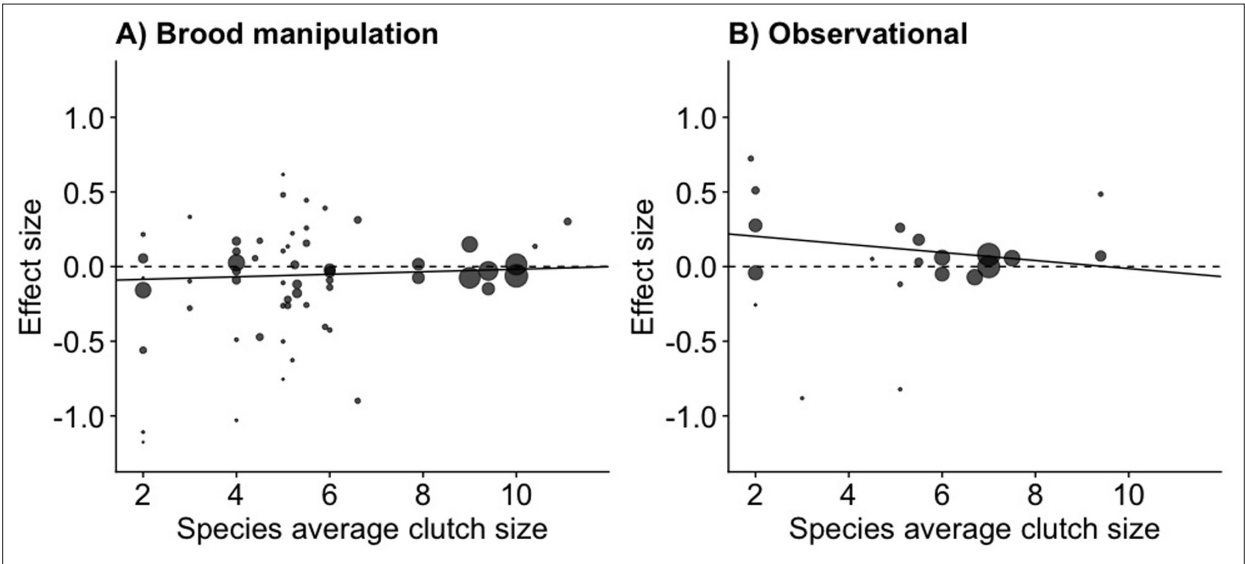 A) Brood manipulation
1.0
0.5
0.0
-0.5
-1.0
Effect size
2 4 6 8 10
Species average clutch size
B) Observational
1.0
0.5
0.0
-0.5
-1.0
Effect size
2 4 6 8 10
Species average clutch size